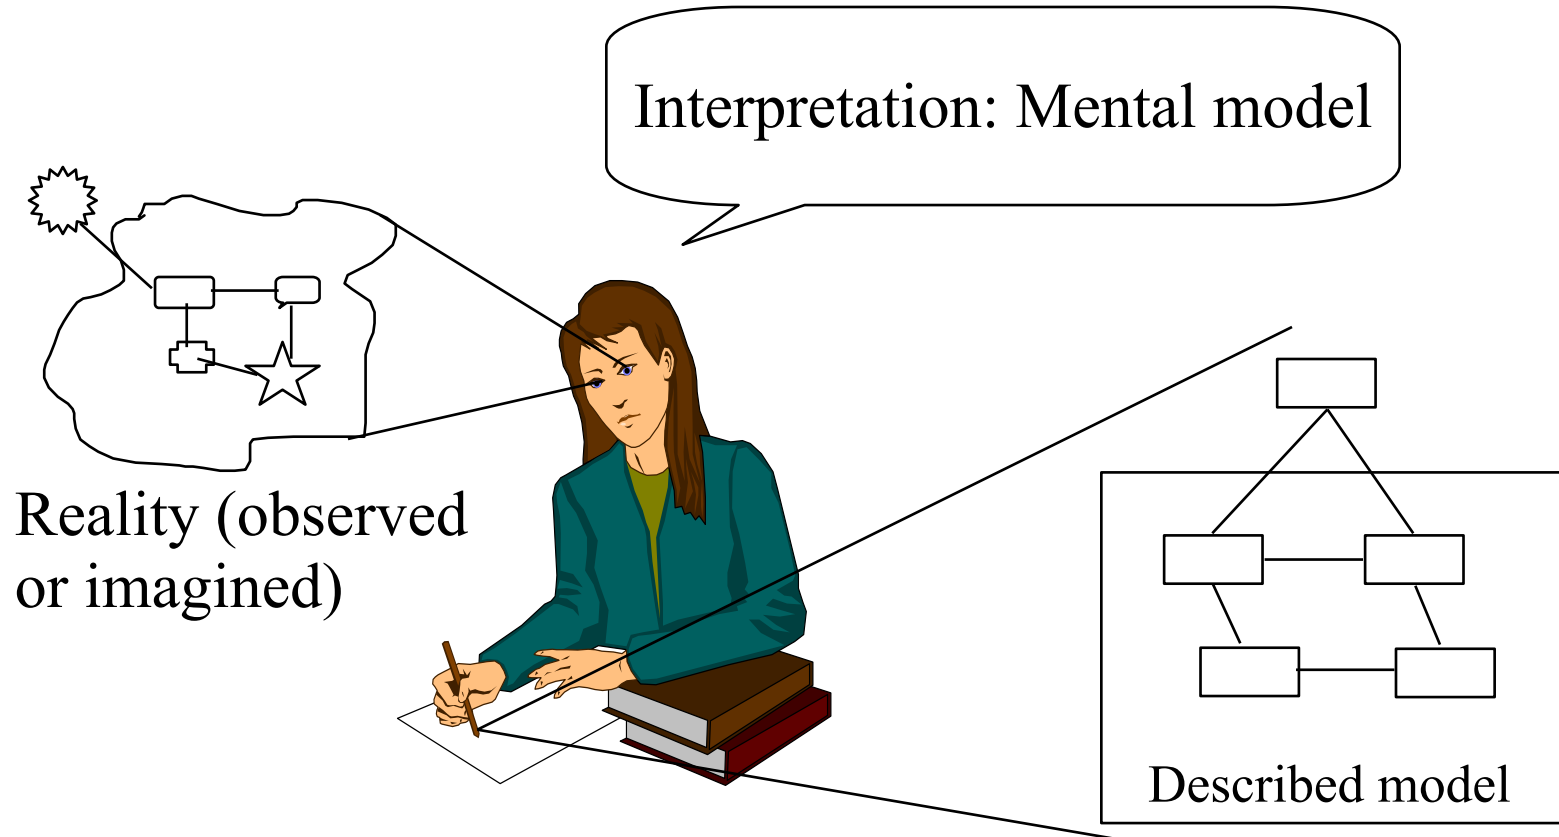 Interpretation: Mental model
Reality (observed
or imagined)
Described model